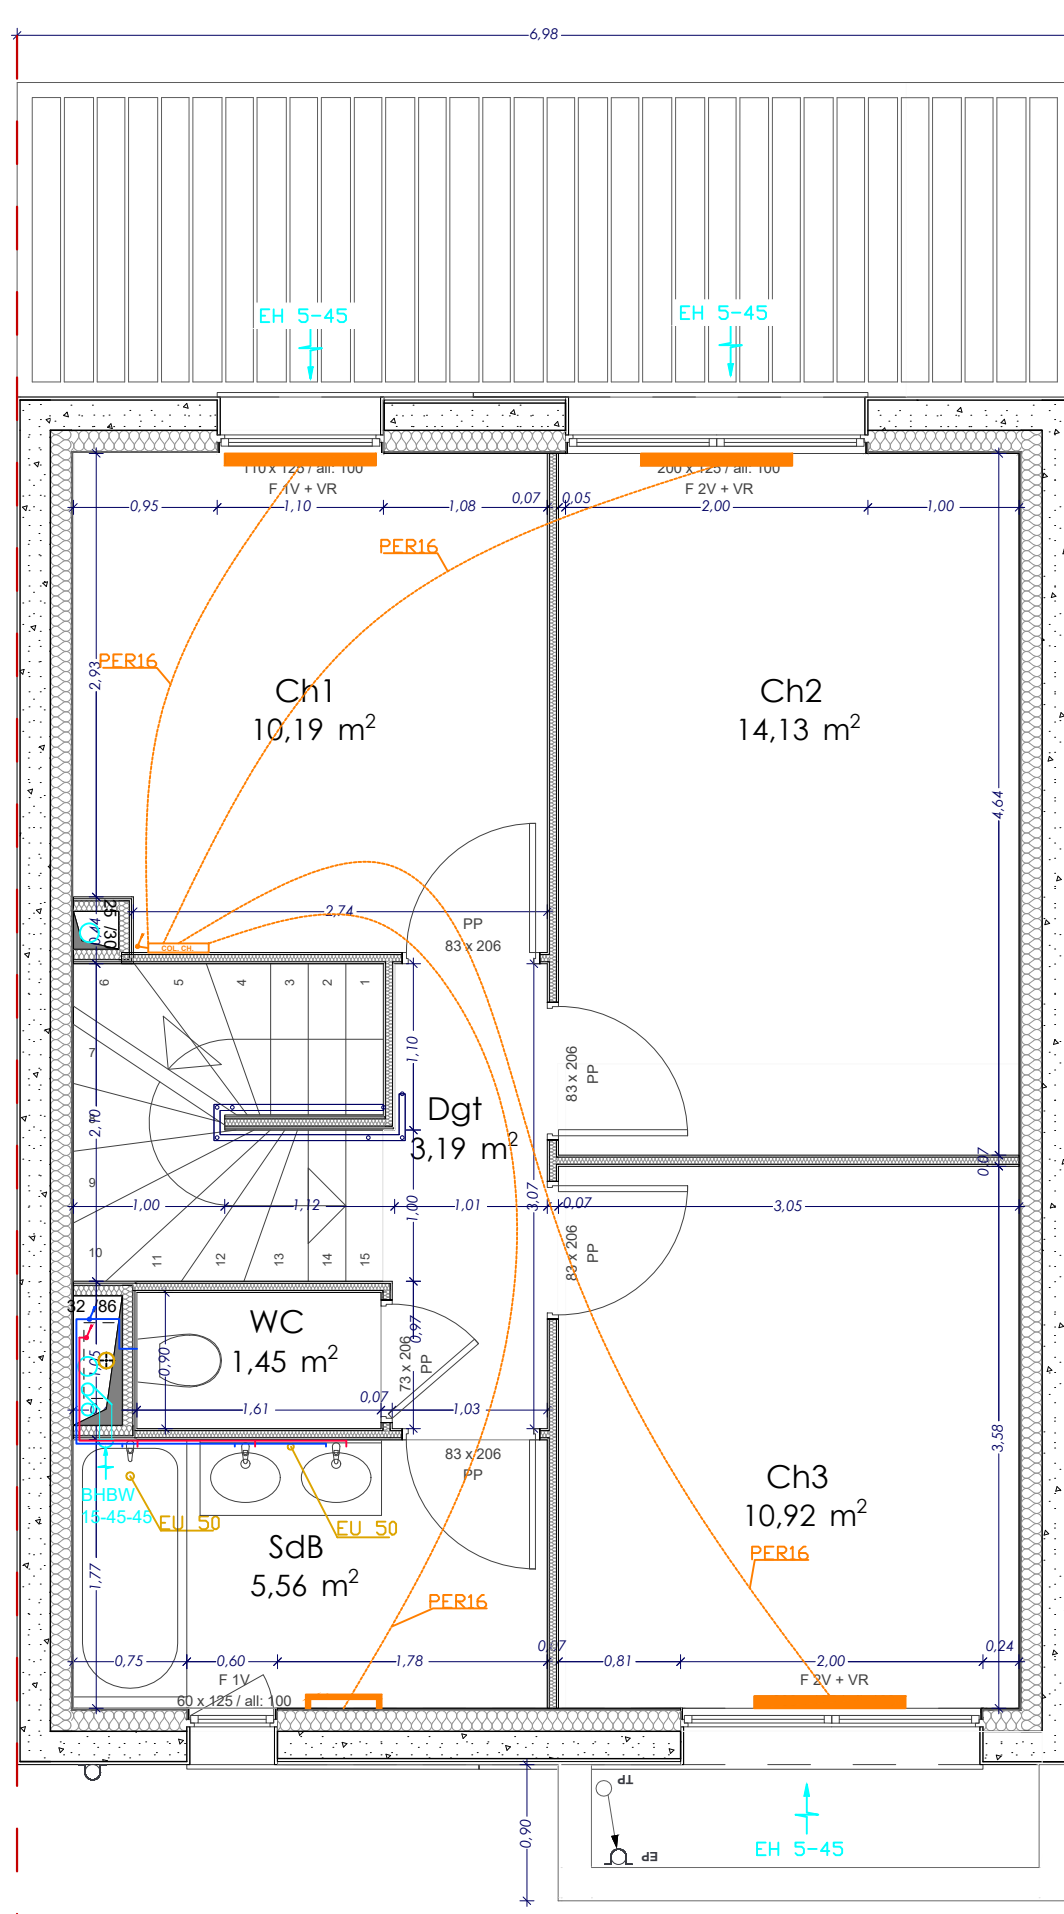 6,98
EH 5-45
EH 5-45
110 x 125 / all: 100
F 1V + VR
200 x 125 / all: 100
F 2V + VR
0,95
1,10
1,08
0,07
0,05
2,00
1,00
PER16
PER16
2,93
Ch1
10,19 m²
Ch2
14,13 m²
4,64
25 /30
2,74
PP
83 x 206
COL. CH.
6
5
4
3
2
1
7
1,10
83 x 206
PP
2,10
Dgt
3,19 m²
0,07
9
1,00
1,12
1,00
1,01
3,07
0,07
3,05
10
11
12
13
14
15
83 x 206
PP
32 /86
WC
1,45 m²
0,90
0,97
73 x 206
PP
1,05
1,61
0,07
1,03
83 x 206
PP
3,58
Ch3
10,92 m²
BHBW
15-45-45
EU 50
EU 50
SdB
5,56 m²
1,77
PER16
PER16
0,75
0,60
1,78
0,07
0,81
2,00
0,24
F 1V
60 x 125 / all: 100
F 2V + VR
TP
0,90
EP
EH 5-45